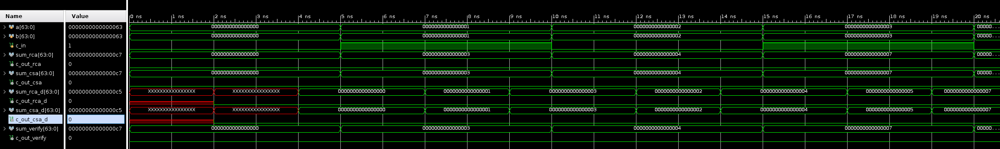 Name Value 0 ns 1 ns 2 ns 3 ns 4 ns 5 ns 6 ns 7 ns 8 ns 9 ns 10 ns 11 ns 12 ns 13 ns 14 ns 15 ns 16 ns 17 ns 18 ns 19 ns 20 ns
a[63:0] 0000000000000063 0000000000000000 0000000000000001 0000000000000002 0000000000000003 00000...
b[63:0] 0000000000000063 0000000000000000 0000000000000001 0000000000000002 0000000000000003 00000...
c_in 1
sum_rca[63:0] 00000000000000c7 0000000000000000 0000000000000003 0000000000000004 0000000000000007 00000...
c_out_rca 0
sum_csa[63:0] 00000000000000c7 0000000000000000 0000000000000003 0000000000000004 0000000000000007 00000...
c_out_csa 0
sum_rca_d[63:0] 00000000000000c5 XXXXXXXXXXXXXXXX XXXXXXXXXXXXXXXX 0000000000000000 0000000000000001 0000000000000003 0000000000000002 0000000000000004 0000000000000005 0000000000000007
c_out_rca_d 0
sum_csa_d[63:0] 00000000000000c5 XXXXXXXXXXXXXXXX XXXXXXXXXXXXXXXX 0000000000000000 0000000000000001 0000000000000003 0000000000000002 0000000000000004 0000000000000005 0000000000000007
c_out_csa_d 0
sum_verify[63:0] 00000000000000c7 0000000000000000 0000000000000003 0000000000000004 0000000000000007 00000...
c_out_verify 0